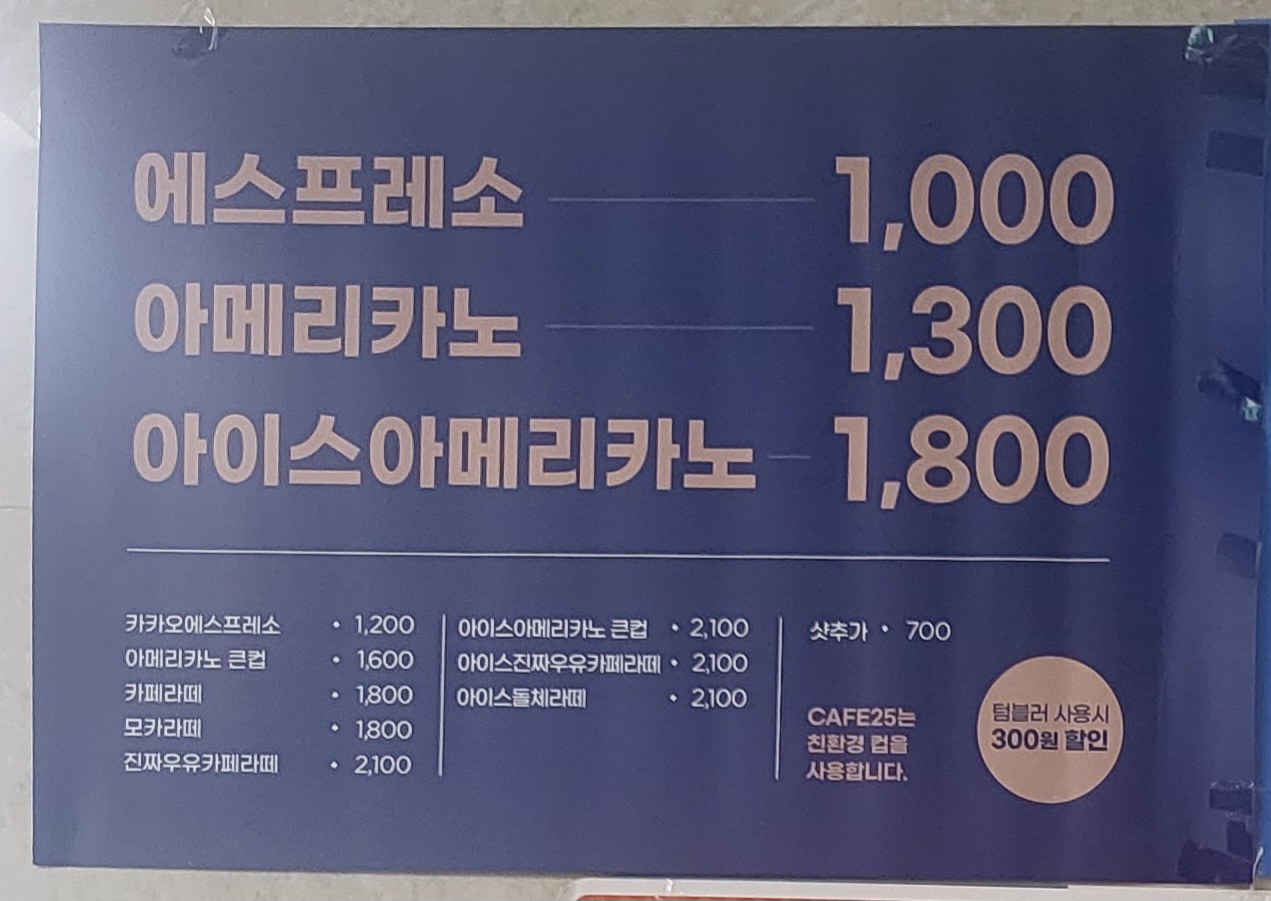 에스프레소 1,000
아메리카노 1,300
아이스아메리카노 1,800
카카오에스프레소 • 1,200
아메리카노 큰컵 • 1,600
카페라떼 • 1,800
모카라떼 • 1,800
진짜우유카페라떼 • 2,100
아이스아메리카노 큰컵 • 2,100
아이스진짜우유카페라떼 • 2,100
아이스돌체라떼 • 2,100
샷추가 • 700
CAFE25는
친환경 컵을
사용합니다.
텀블러 사용시
300원 할인